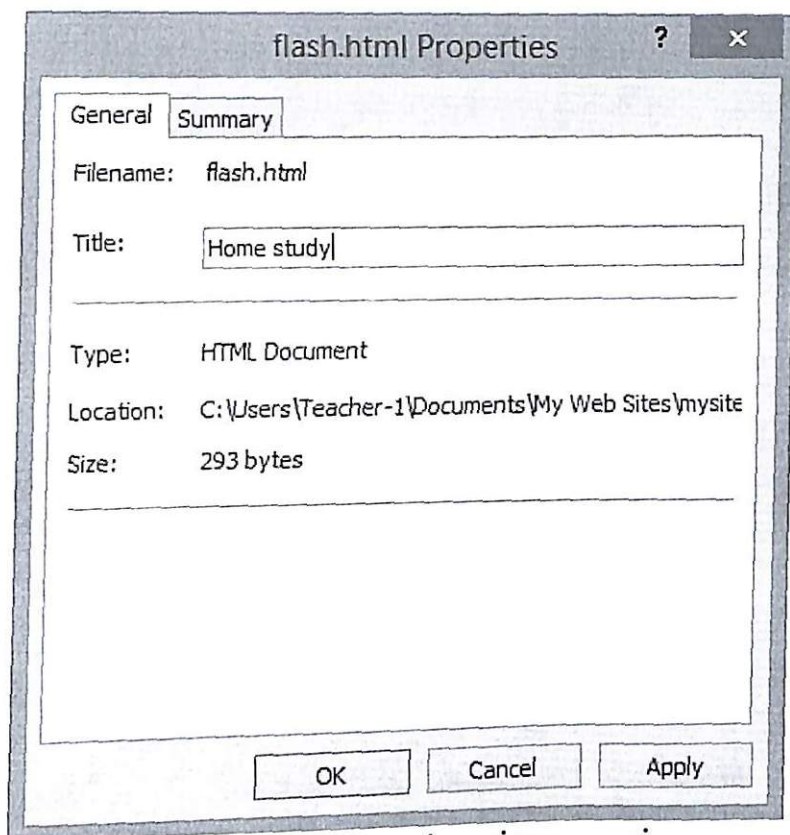 flash.html Properties ? ×
General Summary
Filename: flash.html
Title: Home study
Type: HTML Document
Location: C:\Users\Teacher-1\Documents\My Web Sites\mysite
Size: 293 bytes
OK Cancel Apply